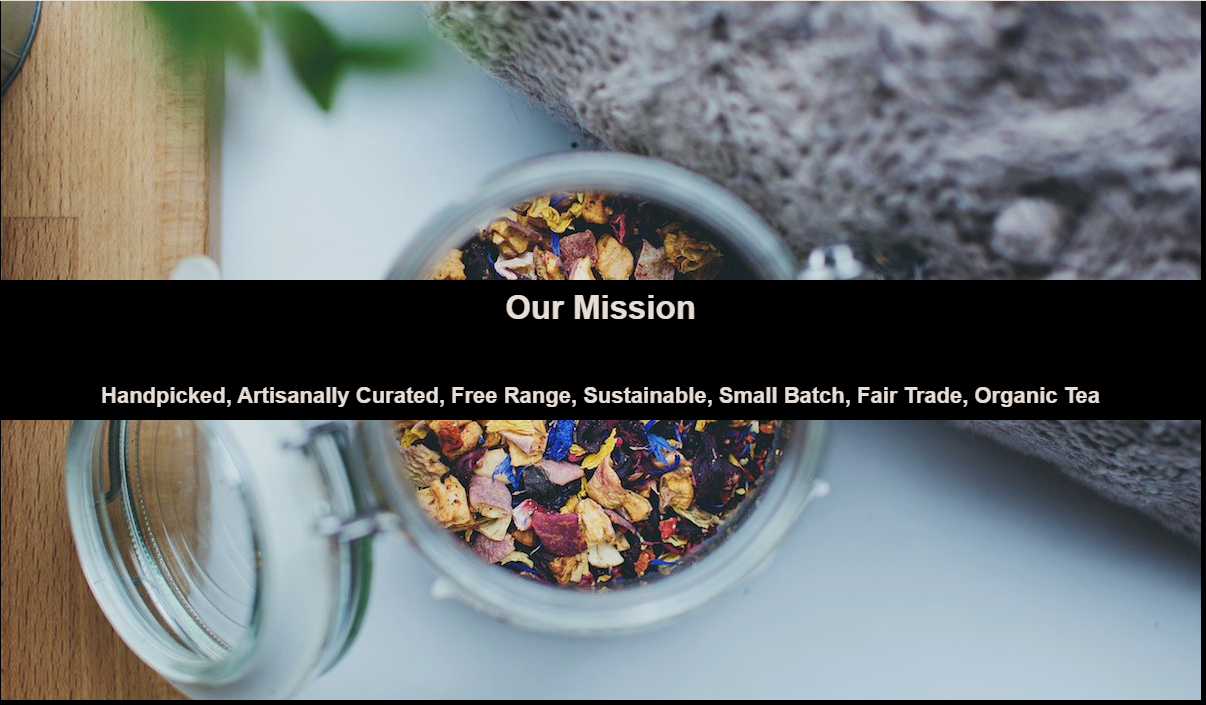 Our Mission
Handpicked, Artisanally Curated, Free Range, Sustainable, Small Batch, Fair Trade, Organic Tea